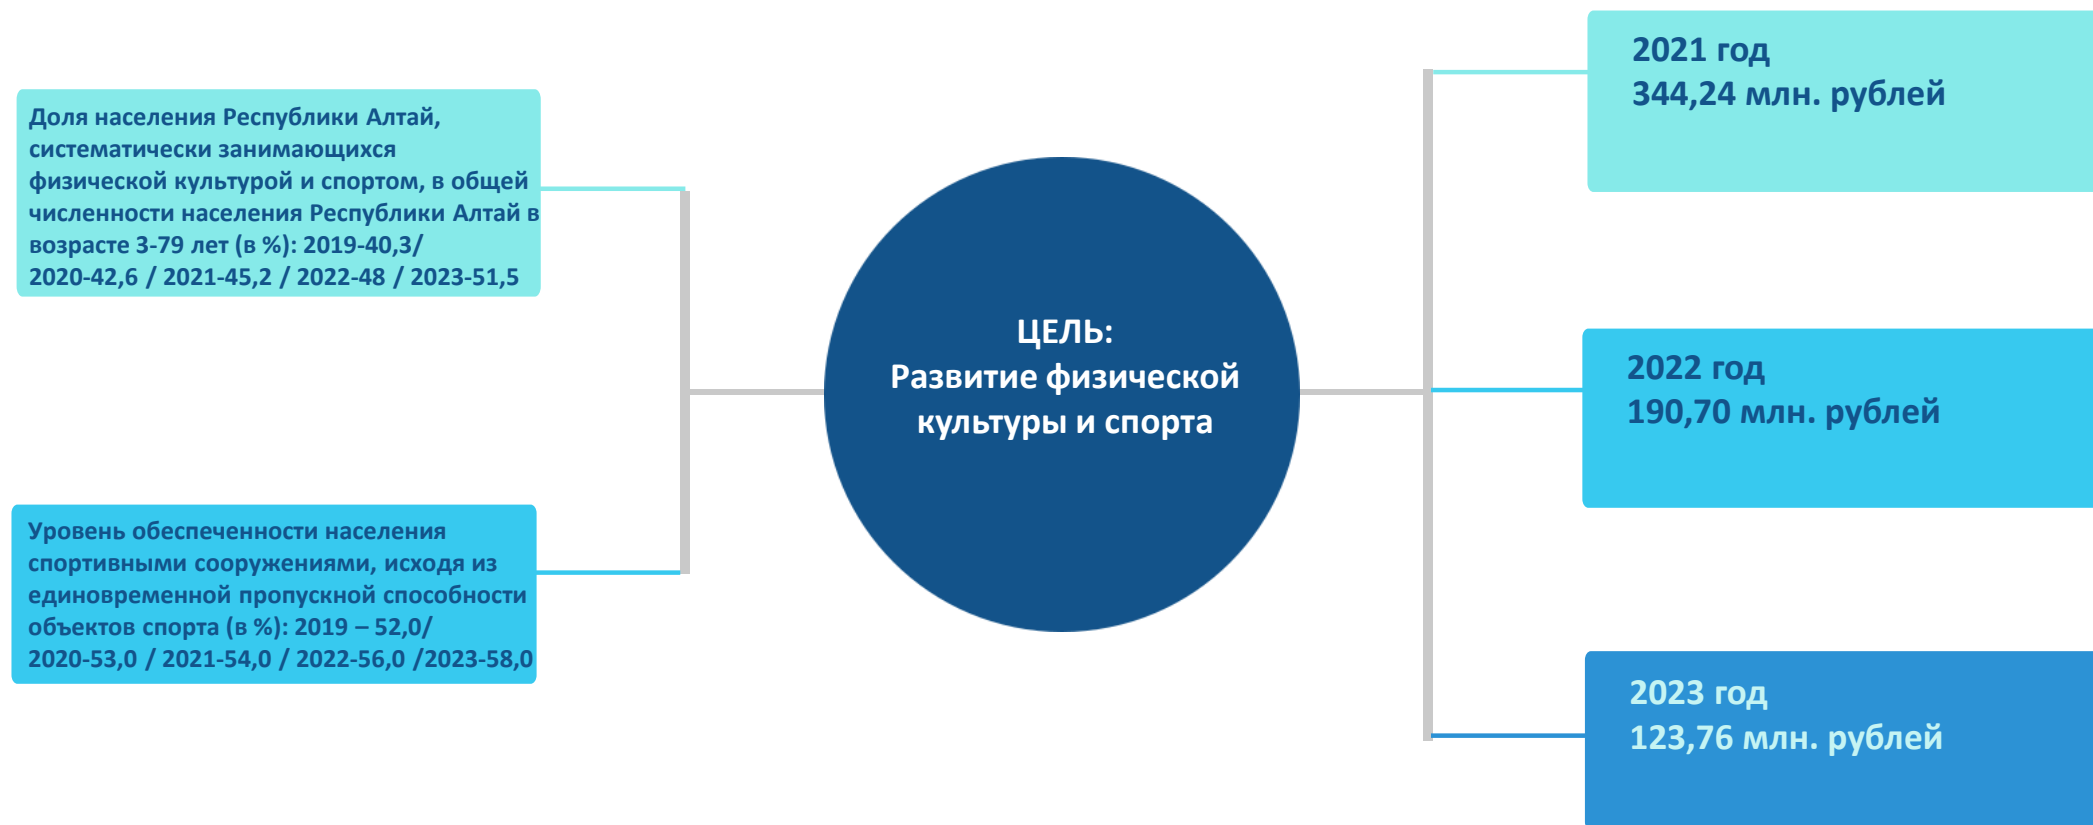 Доля населения Республики Алтай,
систематически занимающихся
физической культурой и спортом, в общей
численности населения Республики Алтай в
возрасте 3-79 лет (в %): 2019-40,3/
2020-42,6 / 2021-45,2 / 2022-48 / 2023-51,5
Уровень обеспеченности населения
спортивными сооружениями, исходя из
единовременной пропускной способности
объектов спорта (в %): 2019 – 52,0/
2020-53,0 / 2021-54,0 / 2022-56,0 /2023-58,0
ЦЕЛЬ:
Развитие физической
культуры и спорта
2021 год
344,24 млн. рублей
2022 год
190,70 млн. рублей
2023 год
123,76 млн. рублей